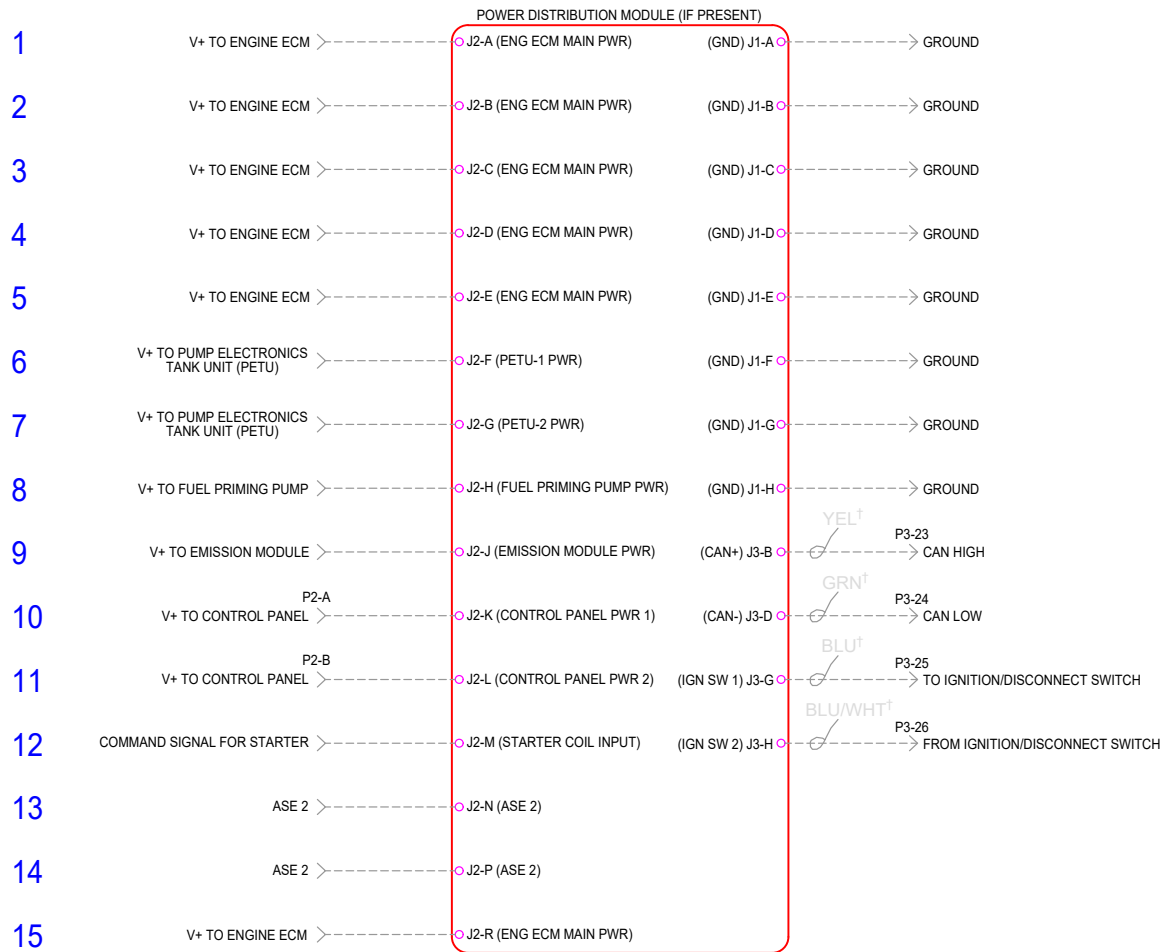 POWER DISTRIBUTION MODULE (IF PRESENT)
1 V+ TO ENGINE ECM J2-A (ENG ECM MAIN PWR) (GND) J1-A GROUND
2 V+ TO ENGINE ECM J2-B (ENG ECM MAIN PWR) (GND) J1-B GROUND
3 V+ TO ENGINE ECM J2-C (ENG ECM MAIN PWR) (GND) J1-C GROUND
4 V+ TO ENGINE ECM J2-D (ENG ECM MAIN PWR) (GND) J1-D GROUND
5 V+ TO ENGINE ECM J2-E (ENG ECM MAIN PWR) (GND) J1-E GROUND
V+ TO PUMP ELECTRONICS
6 TANK UNIT (PETU) J2-F (PETU-1 PWR) (GND) J1-F GROUND
V+ TO PUMP ELECTRONICS
7 TANK UNIT (PETU) J2-G (PETU-2 PWR) (GND) J1-G GROUND
8 V+ TO FUEL PRIMING PUMP J2-H (FUEL PRIMING PUMP PWR) (GND) J1-H GROUND
YEL† P3-23
9 V+ TO EMISSION MODULE J2-J (EMISSION MODULE PWR) (CAN+) J3-B CAN HIGH
P2-A GRN† P3-24
10 V+ TO CONTROL PANEL J2-K (CONTROL PANEL PWR 1) (CAN-) J3-D CAN LOW
P2-B BLU† P3-25
11 V+ TO CONTROL PANEL J2-L (CONTROL PANEL PWR 2) (IGN SW 1) J3-G TO IGNITION/DISCONNECT SWITCH
BLU/WHT† P3-26
12 COMMAND SIGNAL FOR STARTER J2-M (STARTER COIL INPUT) (IGN SW 2) J3-H FROM IGNITION/DISCONNECT SWITCH
13 ASE 2 J2-N (ASE 2)
14 ASE 2 J2-P (ASE 2)
15 V+ TO ENGINE ECM J2-R (ENG ECM MAIN PWR)